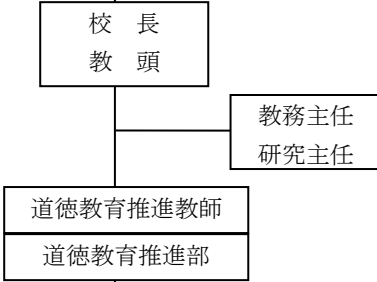 校　長
教　頭
教務主任
研究主任
道徳教育推進教師
道徳教育推進部